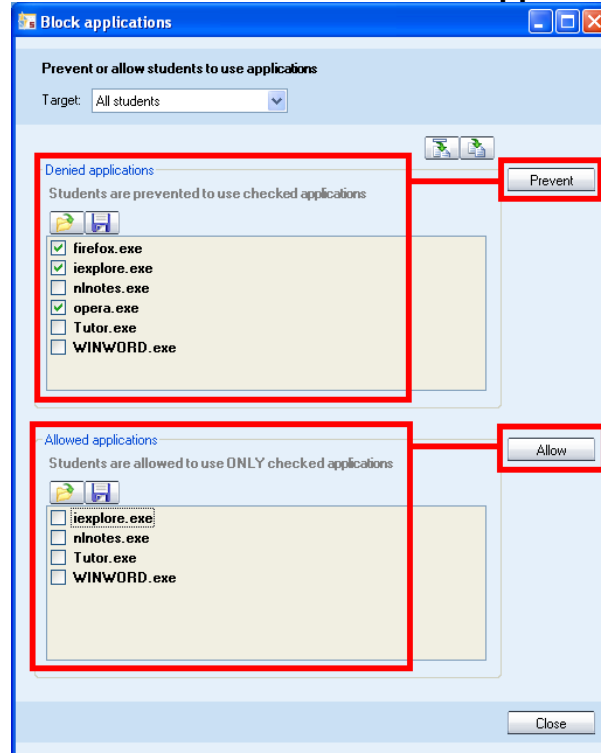 Block applications
Prevent or allow students to use applications
Target: All students
Denied applications
Prevent
Students are prevented to use checked applications
firefox.exe
iexplore.exe
nlnotes.exe
opera.exe
Tutor.exe
WINWORD.exe
Allowed applications
Allow
Students are allowed to use ONLY checked applications
iexplore.exe
nlnotes.exe
Tutor.exe
WINWORD.exe
Close